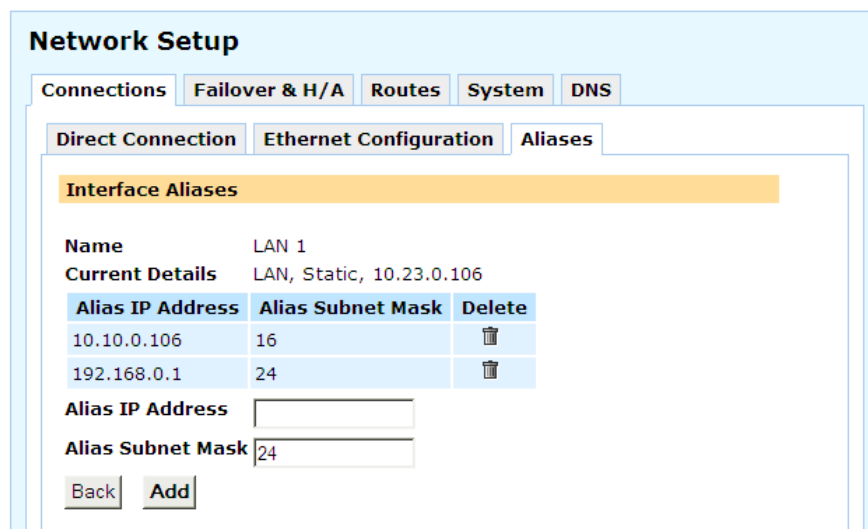 Network Setup
Connections Failover & H/A Routes System DNS
Direct Connection Ethernet Configuration Aliases
Interface Aliases
Name LAN 1
Current Details LAN, Static, 10.23.0.106
Alias IP Address Alias Subnet Mask Delete
10.10.0.106 16
192.168.0.1 24
Alias IP Address
Alias Subnet Mask 24
Back Add